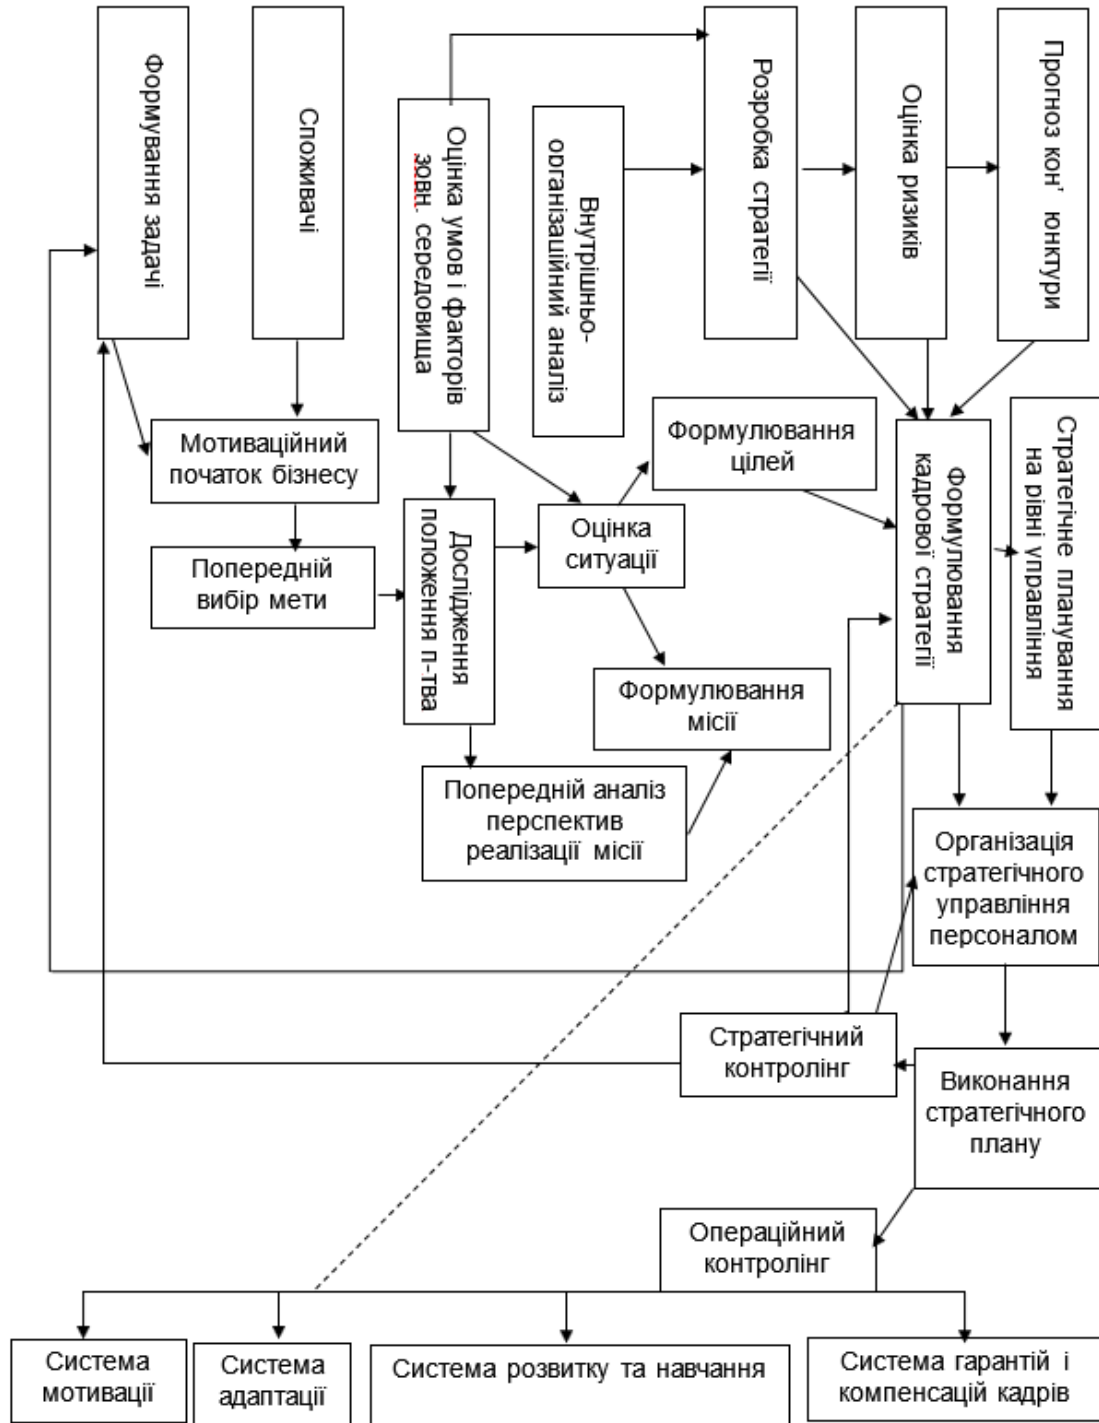 Формування задачі
Споживачі
Оцінка умов і факторів
зовн. середовища
Внутрішньо-
організаційний аналіз
Розробка стратегії
Оцінка ризиків
Прогноз кон’ юнктури
Мотиваційний
початок бізнесу
Попередній
вибір мети
Дослідження
положення п-тва
Оцінка
ситуації
Формулювання
цілей
Формулювання
кадрової стратегії
Стратегічне планування
на рівні управління
Формулювання
місії
Попередній аналіз
перспектив
реалізації місії
Організація
стратегічного
управління
персоналом
Стратегічний
контролінг
Виконання
стратегічного
плану
Операційний
контролінг
Система
мотивації
Система
адаптації
Система розвитку та навчання
Система гарантій і
компенсацій кадрів